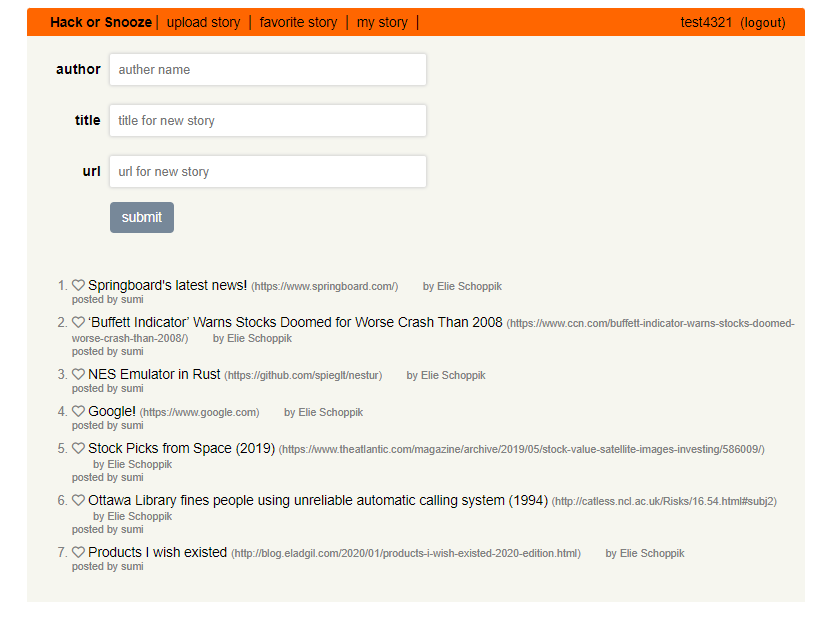 Hack or Snooze | upload story | favorite story | my story | test4321 (logout)
author auther name
title title for new story
url url for new story
submit
1. Springboard's latest news! (https://www.springboard.com/) by Elie Schoppik
posted by sumi
2. ‘Buffett Indicator’ Warns Stocks Doomed for Worse Crash Than 2008 (https://www.ccn.com/buffett-indicator-warns-stocks-doomed-
worse-crash-than-2008/) by Elie Schoppik
posted by sumi
3. NES Emulator in Rust (https://github.com/spieglt/nestur) by Elie Schoppik
posted by sumi
4. Google! (https://www.google.com) by Elie Schoppik
posted by sumi
5. Stock Picks from Space (2019) (https://www.theatlantic.com/magazine/archive/2019/05/stock-value-satellite-images-investing/586009/)
by Elie Schoppik
posted by sumi
6. Ottawa Library fines people using unreliable automatic calling system (1994) (http://catless.ncl.ac.uk/Risks/16.54.html#subj2)
by Elie Schoppik
posted by sumi
7. Products I wish existed (http://blog.eladgil.com/2020/01/products-i-wish-existed-2020-edition.html) by Elie Schoppik
posted by sumi